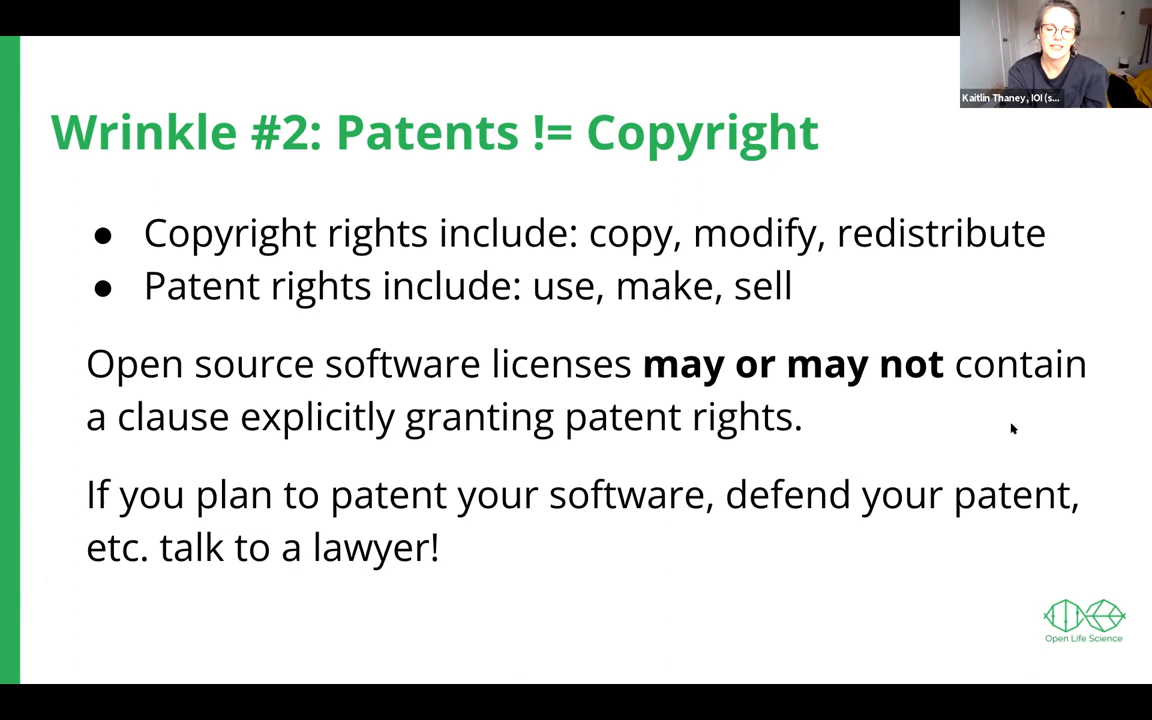 Kaitlin Thaney, IOI (s...
Wrinkle #2: Patents != Copyright
● Copyright rights include: copy, modify, redistribute
● Patent rights include: use, make, sell
Open source software licenses may or may not contain
a clause explicitly granting patent rights.
If you plan to patent your software, defend your patent,
etc. talk to a lawyer!
Open Life Science